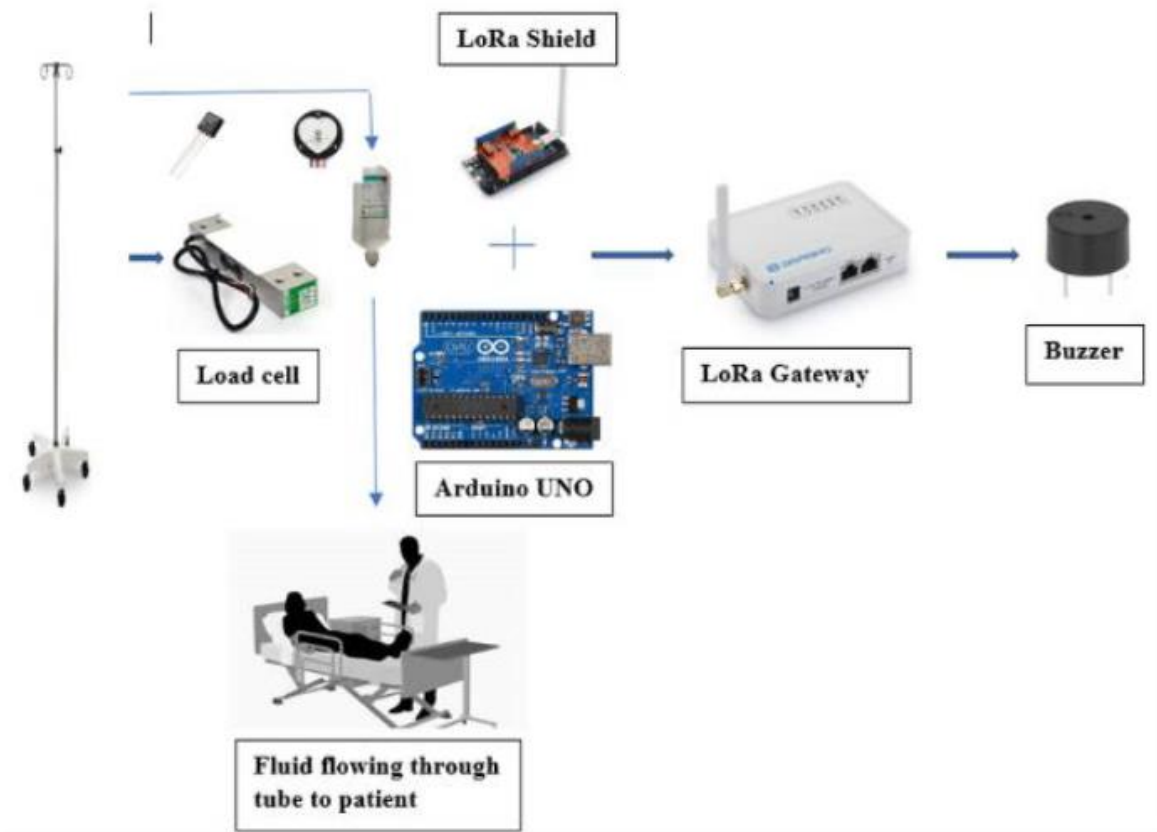 LoRa Shield
Load cell
Arduino UNO
LoRa Gateway
Buzzer
Fluid flowing through
tube to patient